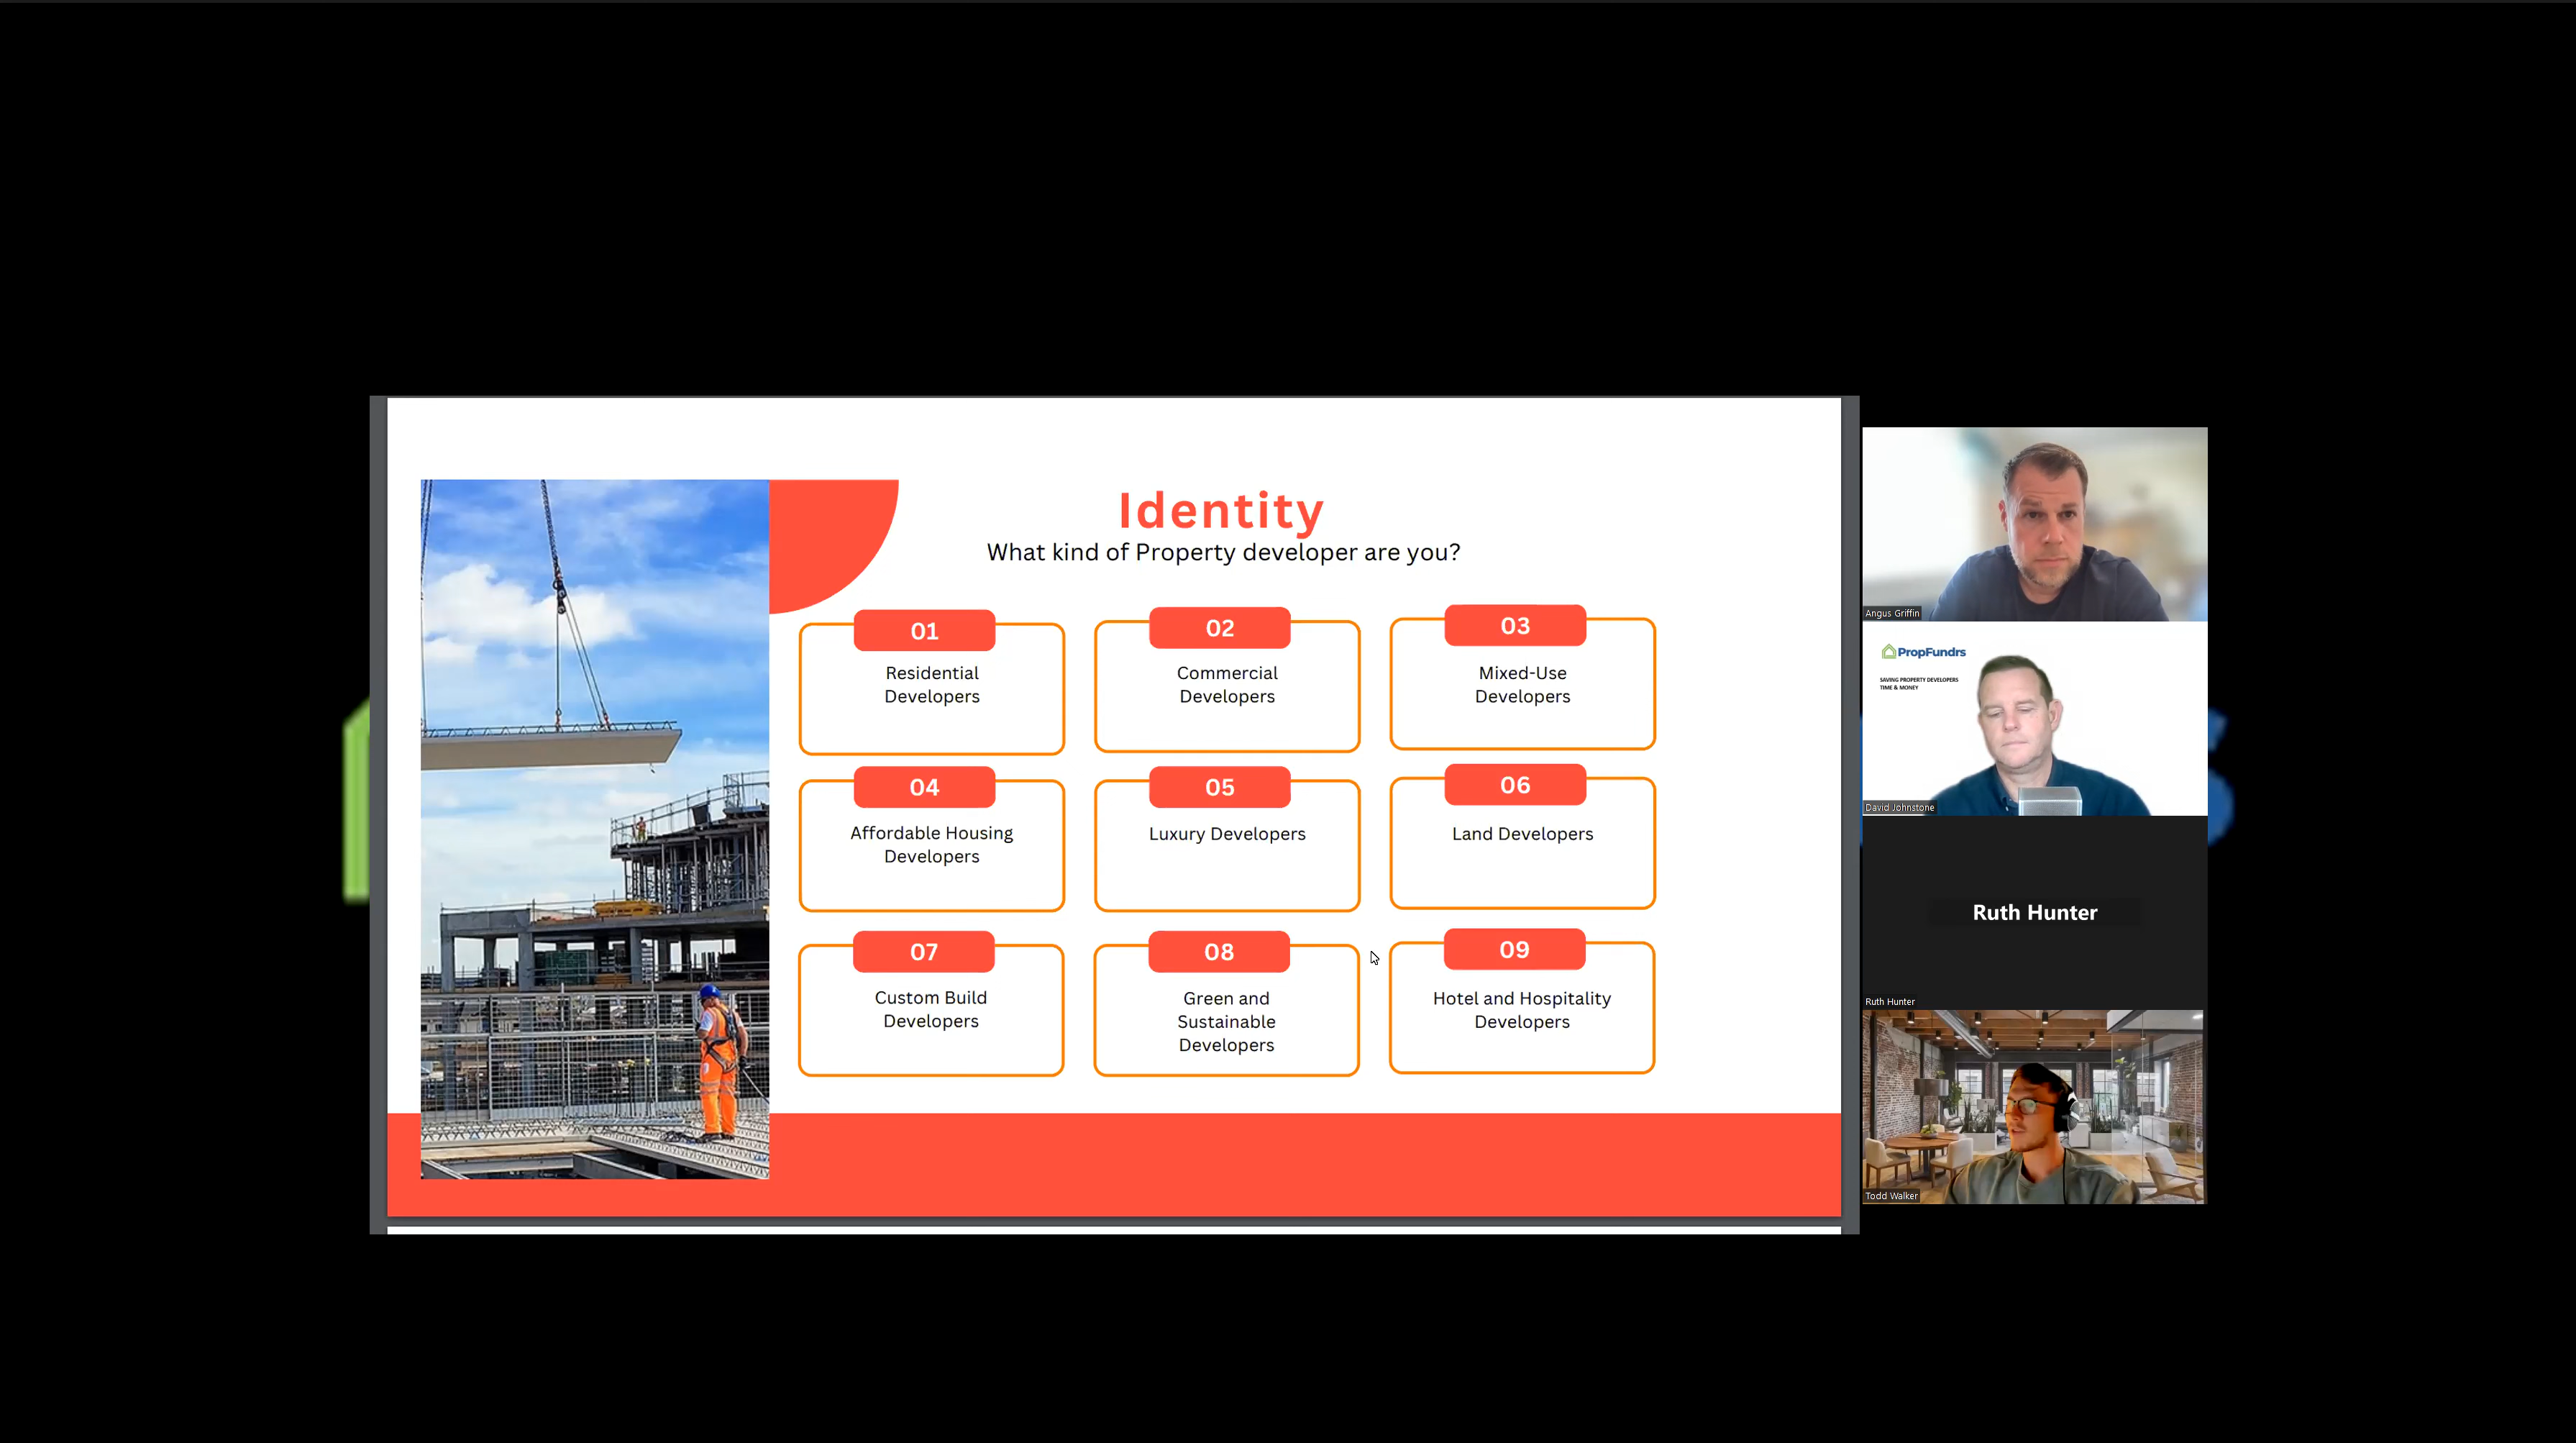 Identity
What kind of Property developer are you?
01
Residential
Developers
02
Commercial
Developers
03
Mixed-Use
Developers
04
Affordable Housing
Developers
05
Luxury Developers
06
Land Developers
07
Custom Build
Developers
08
Green and
Sustainable
Developers
09
Hotel and Hospitality
Developers
Angus Griffin
PropFundrs
SAVING PROPERTY DEVELOPERS
TIME & MONEY
David Johnstone
Ruth Hunter
Ruth Hunter
Todd Walker